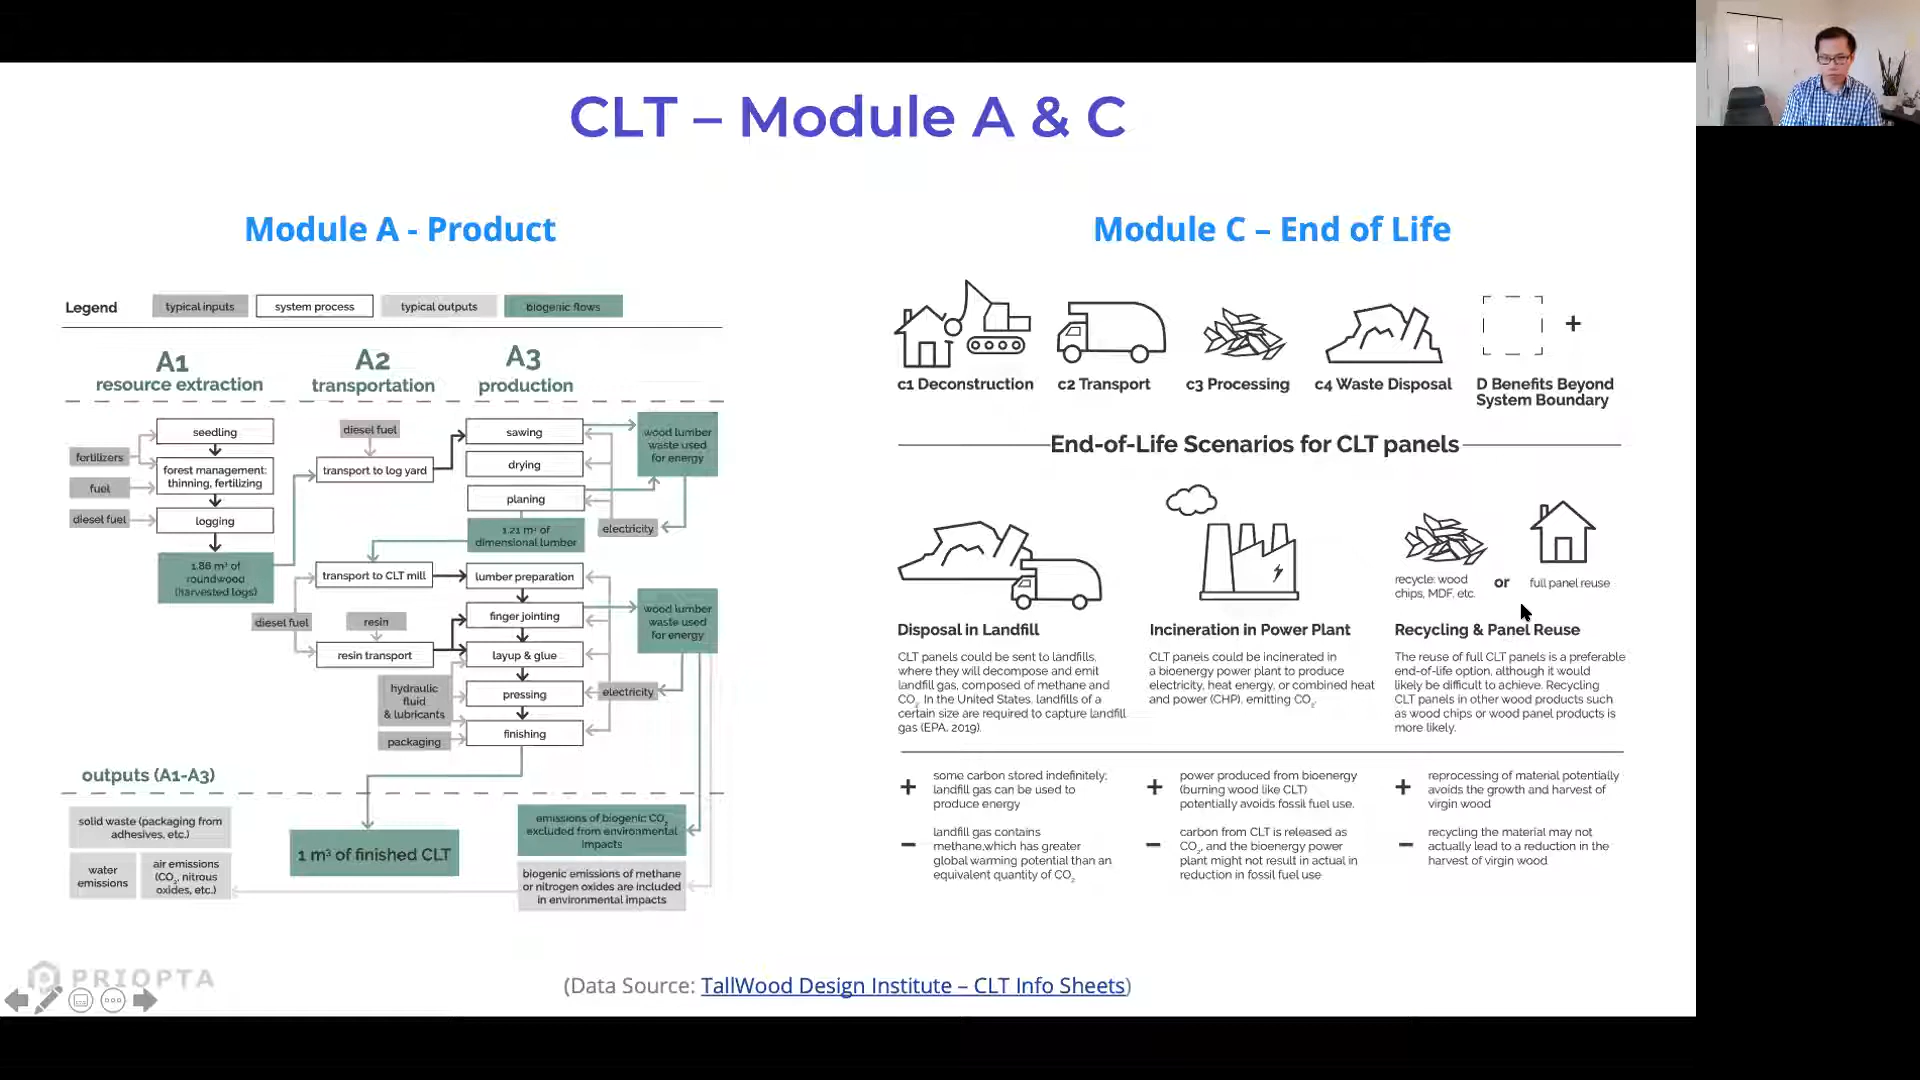 CLT – Module A & C
Module A - Product
Legend
typical inputs
system process
typical outputs
biogenic flows
A1
resource extraction
A2
transportation
A3
production
seedling
fertilizers
forest management:
thinning, fertilizing
fuel
diesel fuel
logging
1.86 m³ of
roundwood
(harvested logs)
diesel fuel
transport to log yard
transport to CLT mill
diesel fuel
resin
resin transport
hydraulic
fluid
& lubricants
packaging
sawing
drying
planing
1.21 m³ of
dimensional lumber
lumber preparation
finger jointing
layup & glue
pressing
finishing
wood lumber
waste used
for energy
electricity
wood lumber
waste used
for energy
electricity
outputs (A1-A3)
solid waste (packaging from
adhesives, etc.)
water
emissions
air emissions
(CO₂, nitrous
oxides, etc.)
1 m³ of finished CLT
emissions of biogenic CO₂
excluded from environmental
impacts
biogenic emissions of methane
or nitrogen oxides are included
in environmental impacts
Module C – End of Life
c1 Deconstruction
c2 Transport
c3 Processing
c4 Waste Disposal
+
D Benefits Beyond
System Boundary
End-of-Life Scenarios for CLT panels
recycle: wood
chips, MDF, etc.
or
full panel reuse
Disposal in Landfill
CLT panels could be sent to landfills,
where they will decompose and emit
landfill gas, composed of methane and
CO₂. In the United States, landfills of a
certain size are required to capture landfill
gas (EPA, 2019).
Incineration in Power Plant
CLT panels could be incinerated in
a bioenergy power plant to produce
electricity, heat energy, or combined heat
and power (CHP), emitting CO₂.
Recycling & Panel Reuse
The reuse of full CLT panels is a preferable
end-of-life option, although it would
likely be difficult to achieve. Recycling
CLT panels in other wood products such
as wood chips or wood panel products is
more likely.
+
some carbon stored indefinitely;
landfill gas can be used to
produce energy
–
landfill gas contains
methane,which has greater
global warming potential than an
equivalent quantity of CO₂
+
power produced from bioenergy
(burning wood like CLT)
potentially avoids fossil fuel use.
–
carbon from CLT is released as
CO₂, and the bioenergy power
plant might not result in actual in
reduction in fossil fuel use
+
reprocessing of material potentially
avoids the growth and harvest of
virgin wood
–
recycling the material may not
actually lead to a reduction in the
harvest of virgin wood
PRIOPTA
(Data Source: TallWood Design Institute – CLT Info Sheets)